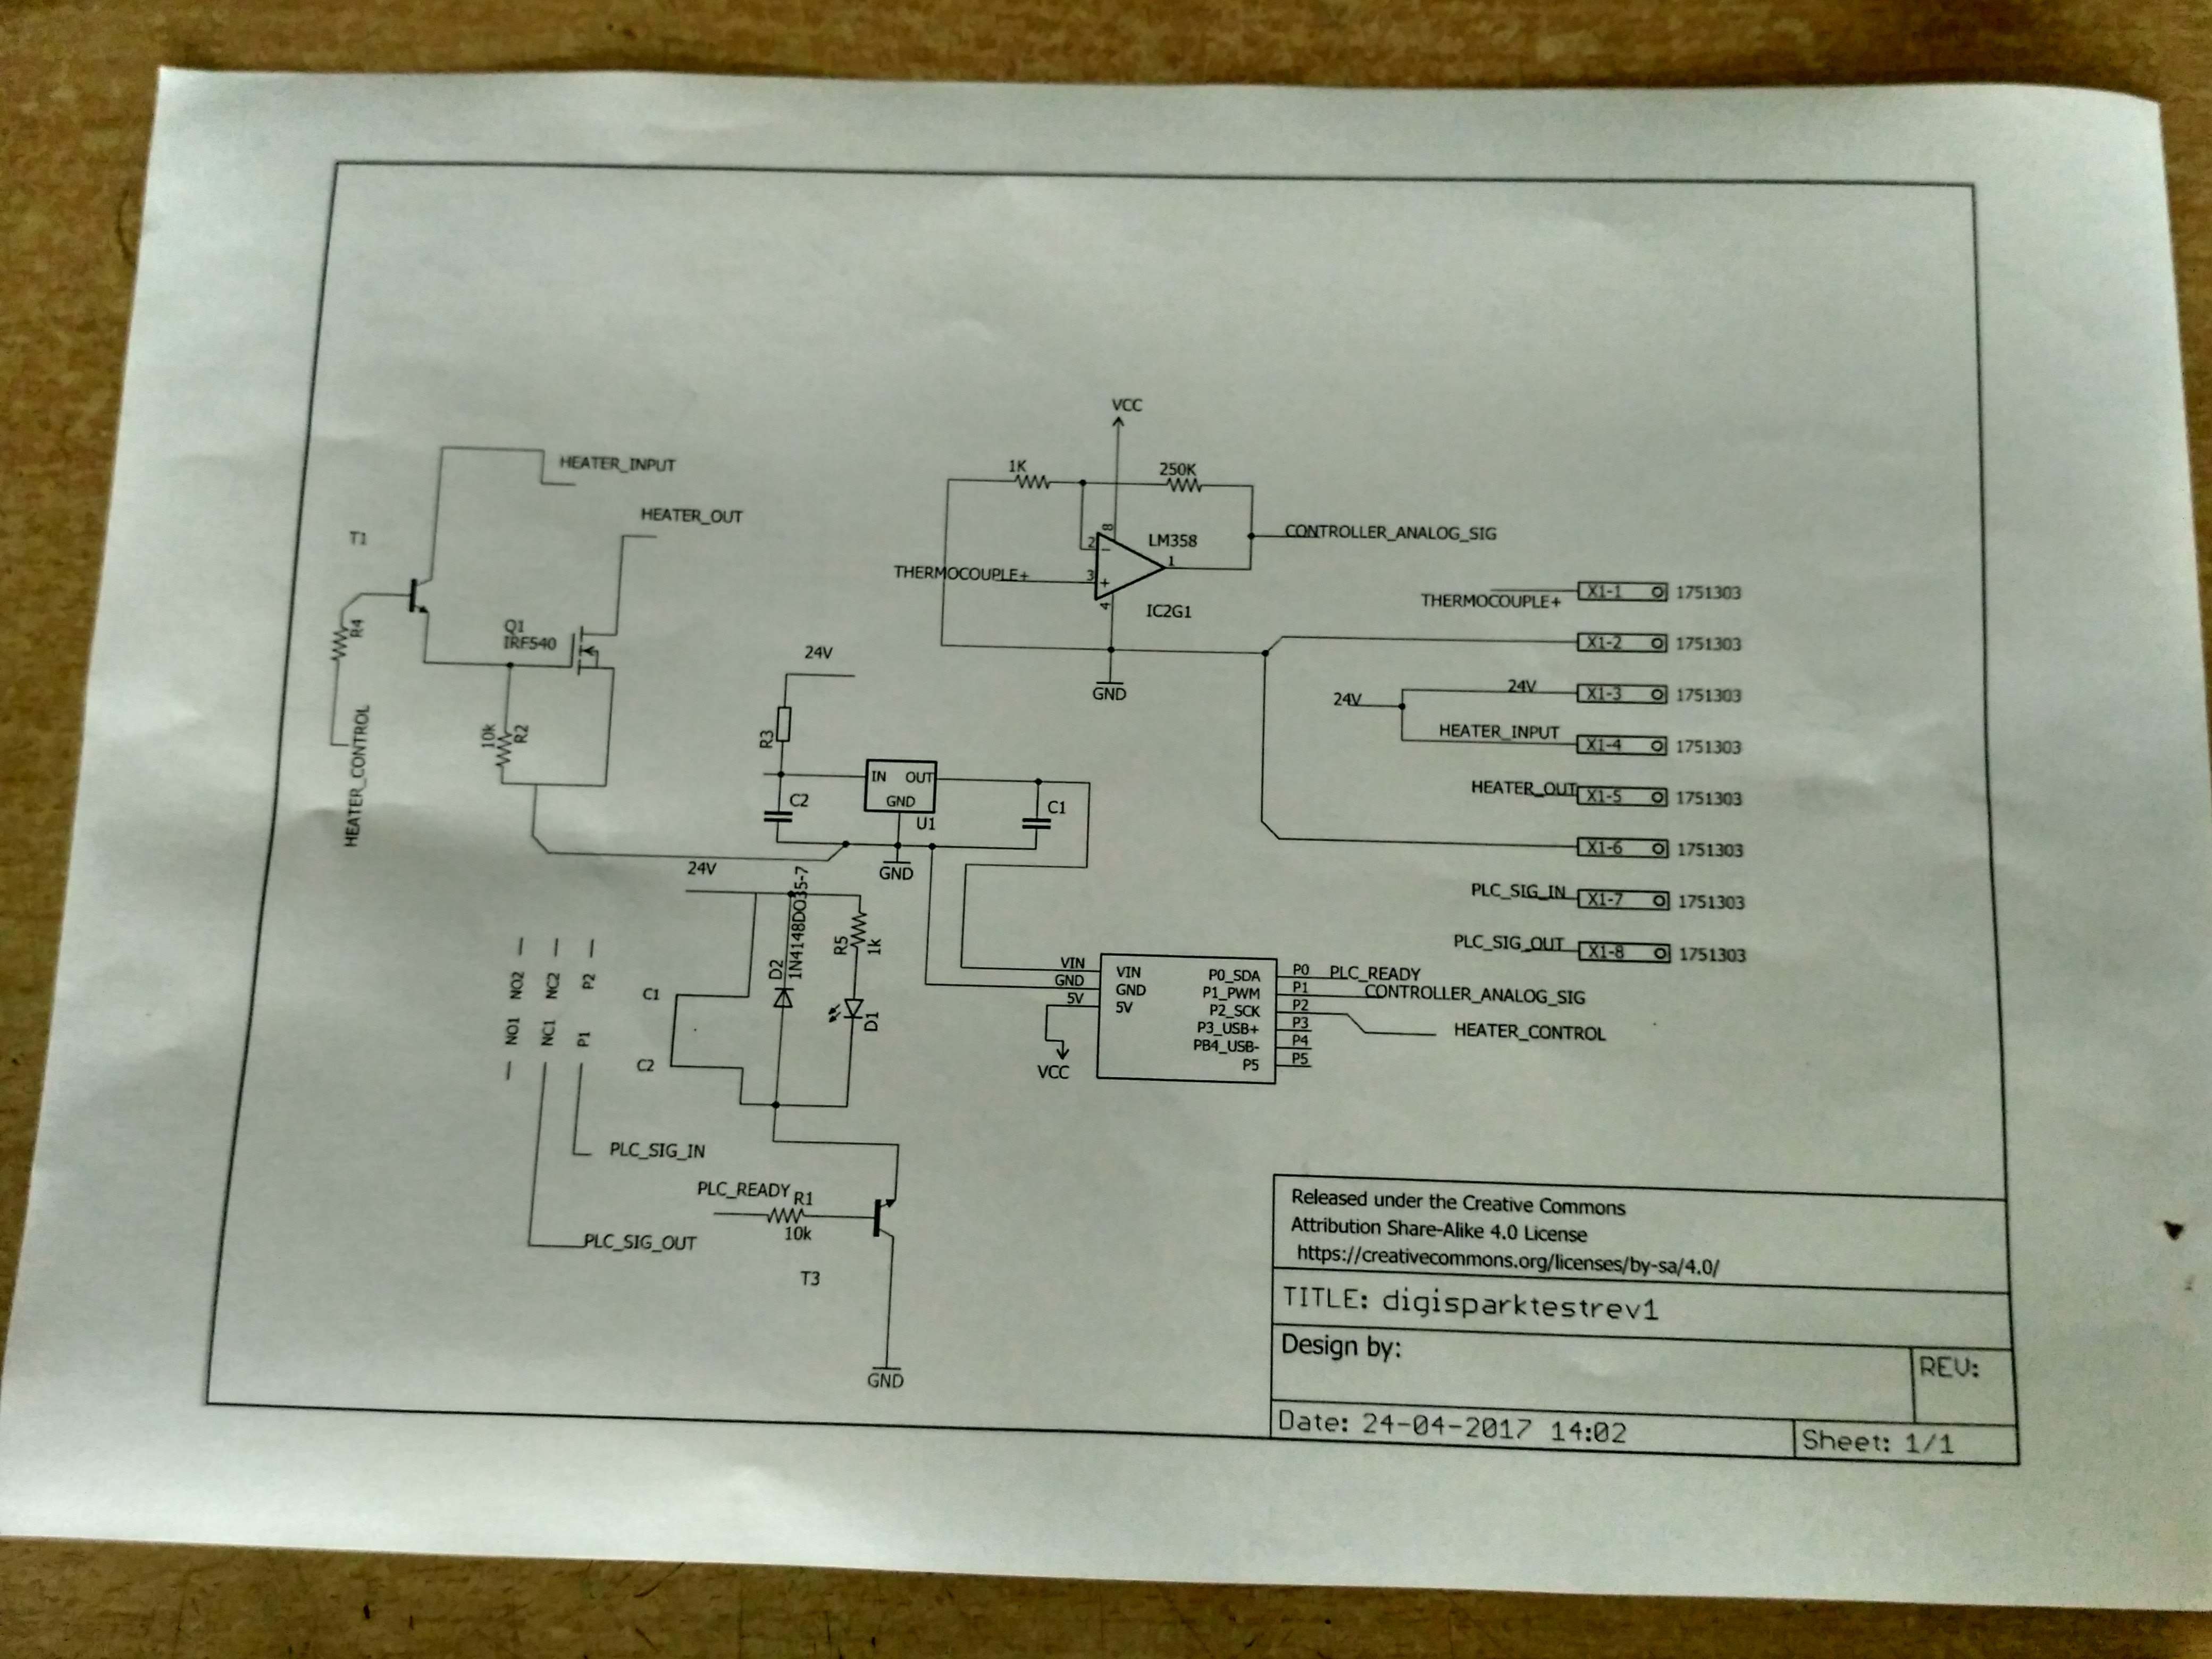 VCC
1K
250K
HEATER_INPUT
HEATER_OUT
T1
8
2
LM358
1
CONTROLLER_ANALOG_SIG
THERMOCOUPLE+
3
4
IC2G1
THERMOCOUPLE+
X1-1
1751303
X1-2
1751303
24V
24V
X1-3
1751303
HEATER_INPUT
X1-4
1751303
HEATER_OUT
X1-5
1751303
X1-6
1751303
PLC_SIG_IN
X1-7
1751303
PLC_SIG_OUT
X1-8
1751303
GND
R4
Q1
IRF540
10k
R2
HEATER_CONTROL
24V
R3
IN OUT
GND
C2
U1
C1
GND
24V
1N4148DO35-7
D2
R5
1k
D1
NO2
NC2
P2
NO1
NC1
P1
C1
C2
VIN
GND
5V
VIN
GND
5V
P0_SDA
P1_PWM
P2_SCK
P3_USB+
PB4_USB-
P5
P0
P1
P2
P3
P4
P5
PLC_READY
CONTROLLER_ANALOG_SIG
HEATER_CONTROL
VCC
PLC_SIG_IN
PLC_READY
R1
10k
PLC_SIG_OUT
T3
GND
Released under the Creative Commons
Attribution Share-Alike 4.0 License
https://creativecommons.org/licenses/by-sa/4.0/
TITLE: digisparktestrev1
Design by:
REV:
Date: 24-04-2017 14:02
Sheet: 1/1